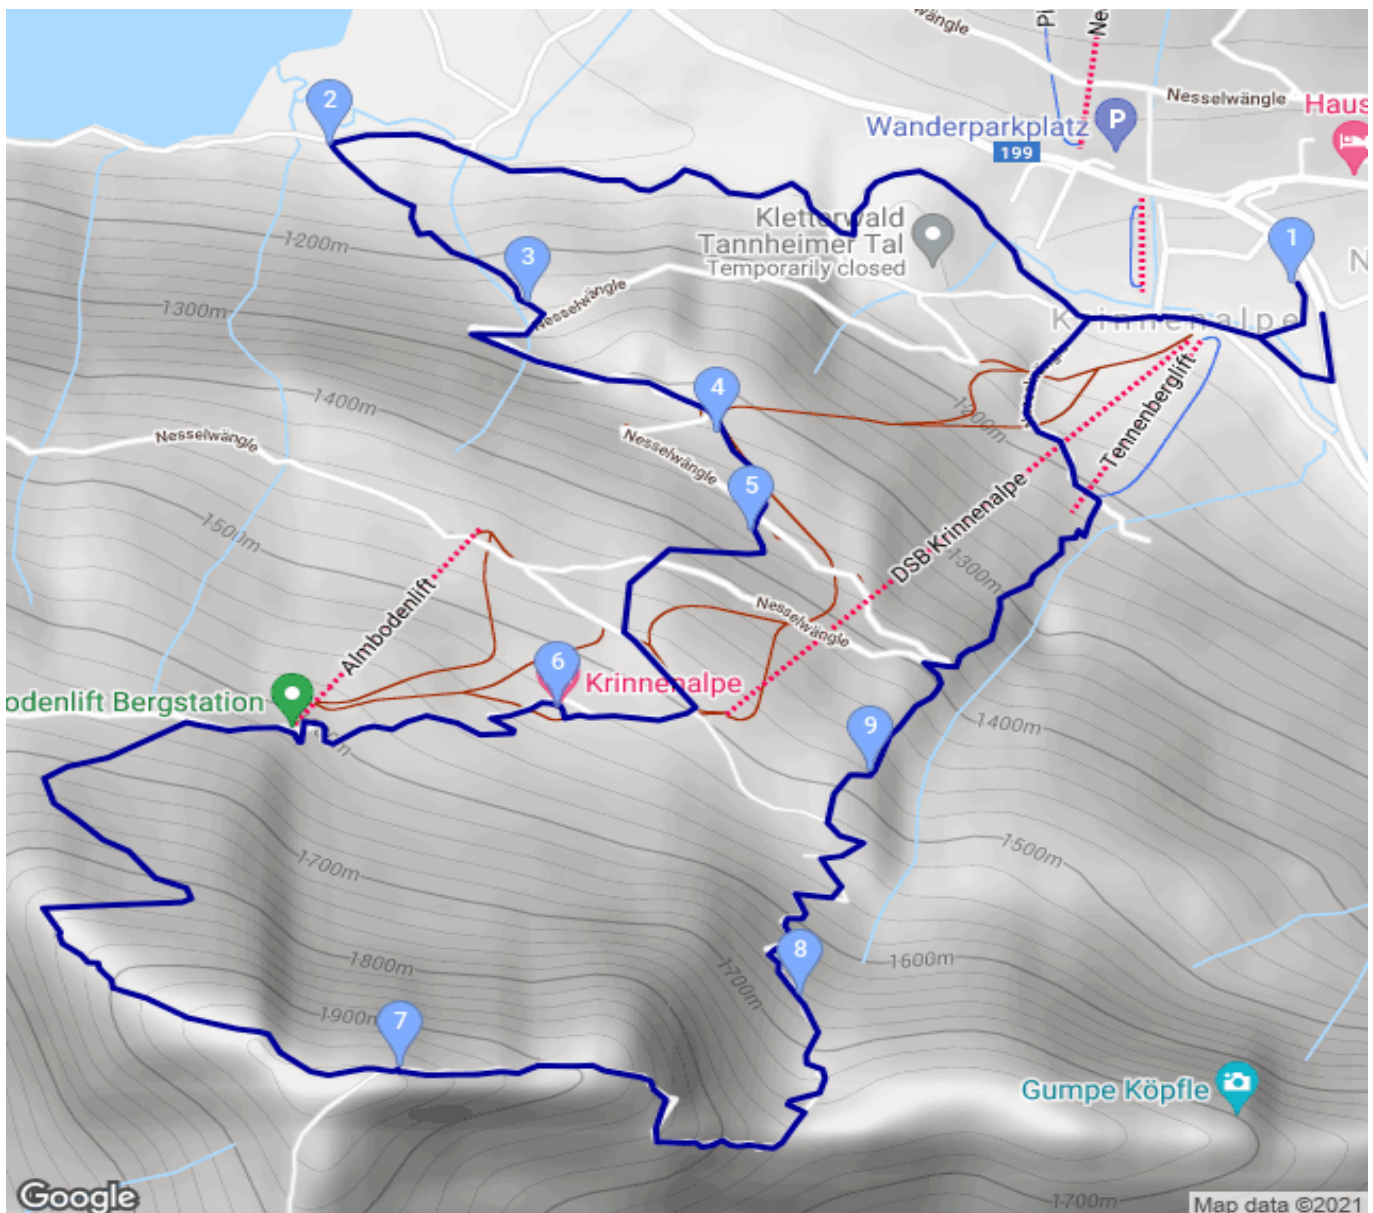 Nesselwängle
Haus
Wanderparkplatz
P
199
2
1
Kletterwald
Tannheimer Tal
Temporarily closed
1200m
3
Nesselwängle
1300m
Krinnenalpe
4
1400m
1200m
Tennenberglift
Nesselwängle
Nesselwängle
5
DSB Krinnenalpe
1500m
1300m
Almbodenlift
Nesselwängle
6
Krinnenalpe
odenlift Bergstation
1400m
9
1500m
1700m
8
1800m
1600m
1700m
1900m
7
Gumpe Köpfle
1700m
Google
Map data ©2021